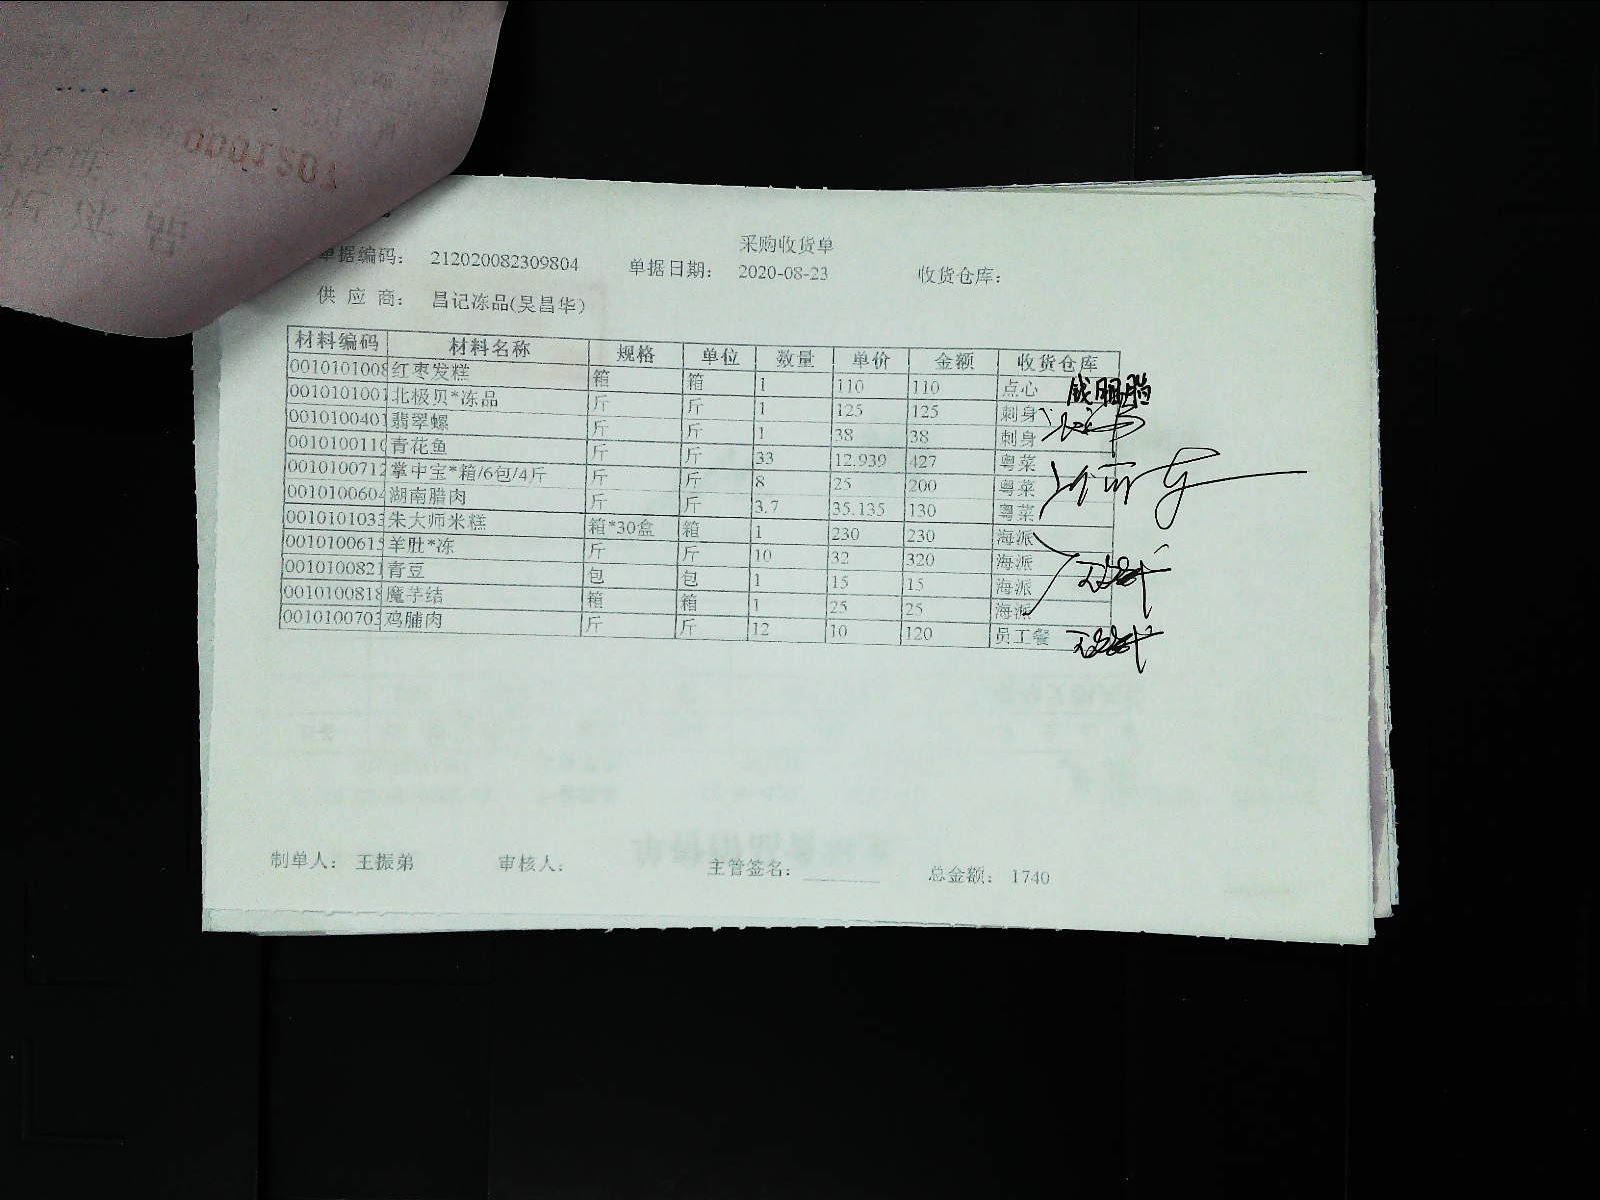 单据编码： 212020082309804 采购收货单 单据日期： 2020-08-23 收货仓库：
供 应 商： 昌记冻品(吴昌华)
材料编码 材料名称 规格 单位 数量 单价 金额 收货仓库
0010101008 红枣发糕 箱 箱 1 110 110 点心
0010101001 北极贝*冻品 斤 斤 1 125 125 刺身
0010100401 翡翠螺 斤 斤 1 38 38 刺身
0010100110 青花鱼 斤 斤 33 12.939 427 粤菜
0010100712 掌中宝*箱/6包/4斤 斤 斤 8 25 200 粤菜
0010100604 湖南腊肉 斤 斤 3.7 35.135 130 粤菜
0010101033 朱大师米糕 箱*30盒 箱 1 230 230 海派
0010100615 羊肚*冻 斤 斤 10 32 320 海派
0010100821 青豆 包 包 1 15 15 海派
0010100818 魔芋结 箱 箱 1 25 25 海派
0010100703 鸡脯肉 斤 斤 12 10 120 员工餐
制单人： 王振弟 审核人： 主管签名： 总金额： 1740